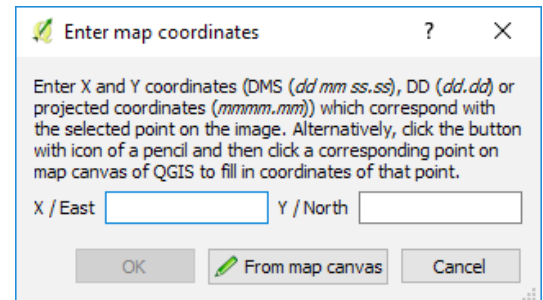 Enter map coordinates ? ×
Enter X and Y coordinates (DMS (dd mm ss.ss), DD (dd.dd) or
projected coordinates (mmmm.mm)) which correspond with
the selected point on the image. Alternatively, click the button
with icon of a pencil and then click a corresponding point on
map canvas of QGIS to fill in coordinates of that point.
X / East Y / North
OK From map canvas Cancel